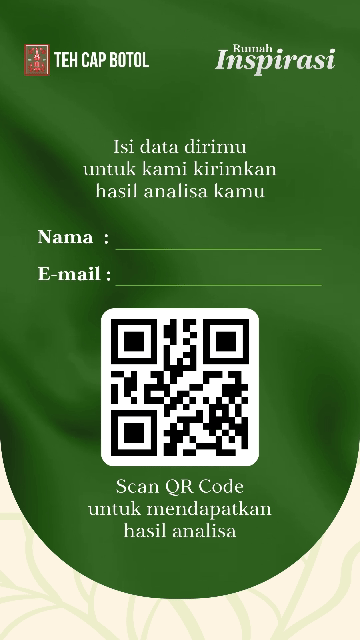 TEH CAP BOTOL
Rumah
Inspirasi
Isi data dirimu
untuk kami kirimkan
hasil analisa kamu
Nama :
E-mail :
Scan QR Code
untuk mendapatkan
hasil analisa